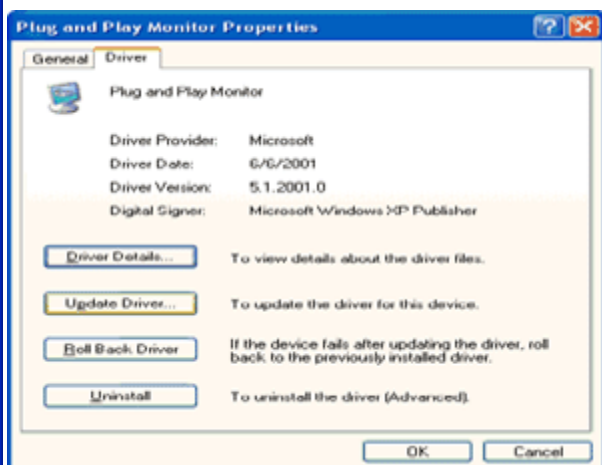 Plug and Play Monitor Properties
General Driver
Plug and Play Monitor
Driver Provider: Microsoft
Driver Date: 6/6/2001
Driver Version: 5.1.2001.0
Digital Signer: Microsoft Windows XP Publisher
Driver Details... To view details about the driver files.
Update Driver... To update the driver for this device.
Roll Back Driver If the device fails after updating the driver, roll
back to the previously installed driver.
Uninstall To uninstall the driver (Advanced).
OK Cancel